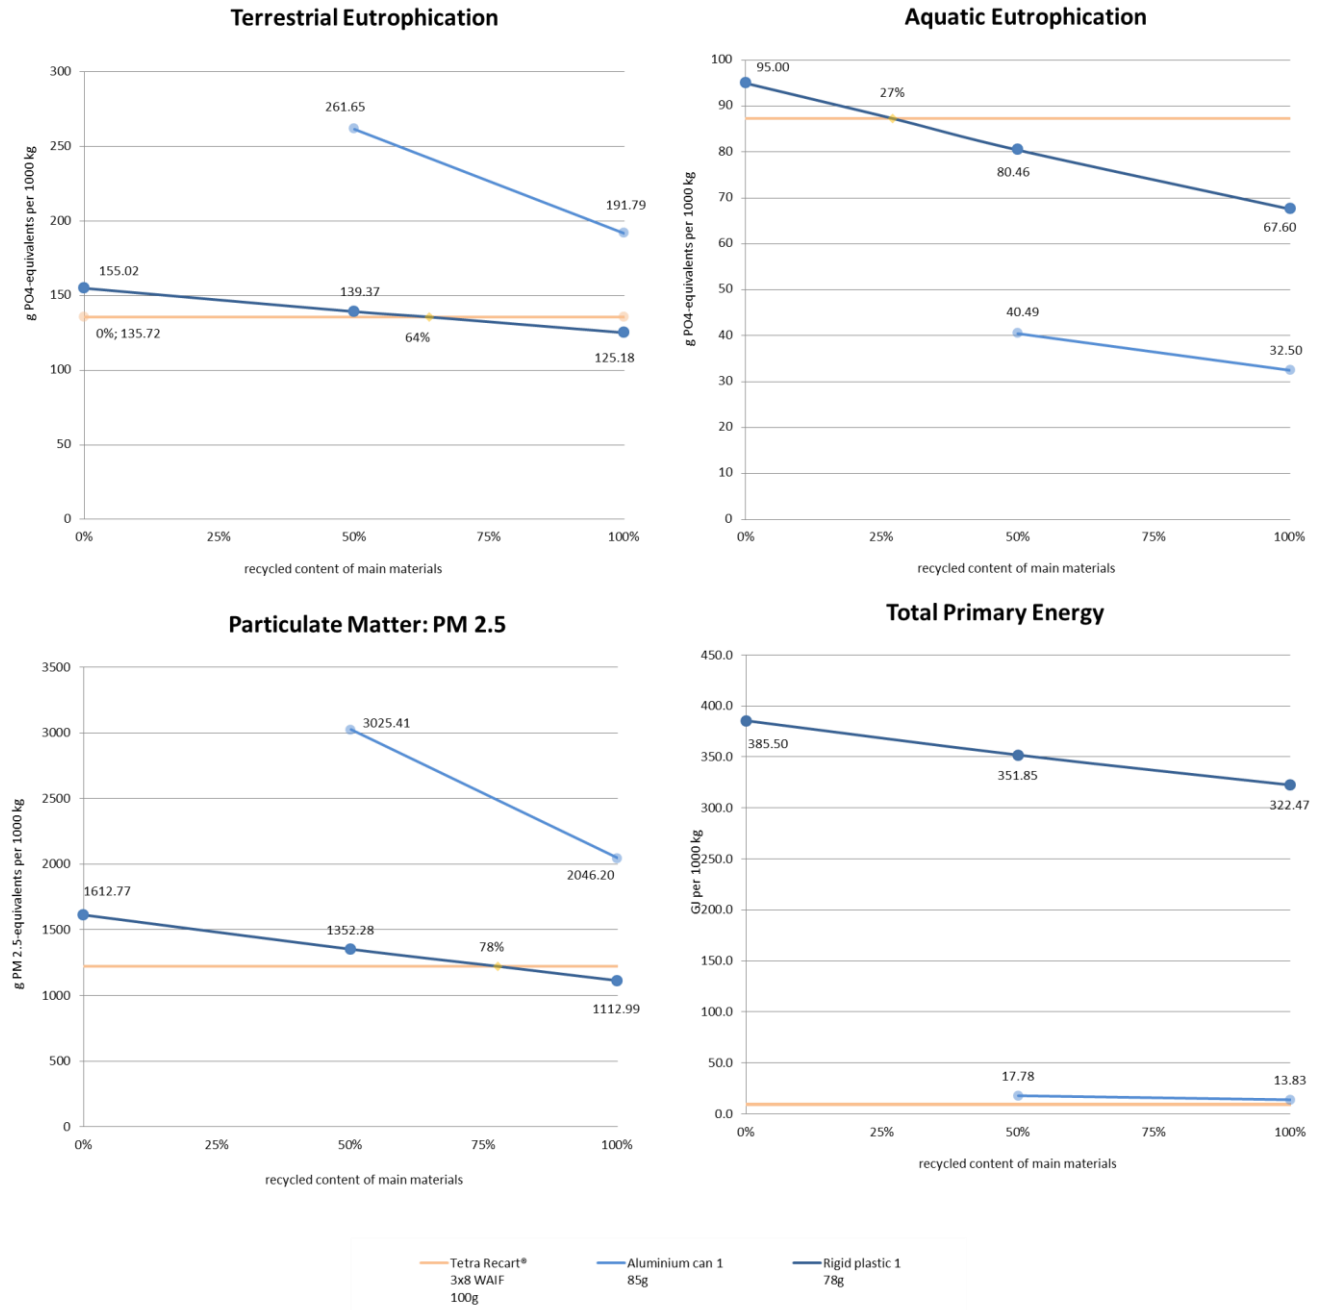 Terrestrial Eutrophication
g PO4-equivalents per 1000 kg
300
250
200
150
100
50
0
261.65
191.79
155.02
139.37
0%; 135.72
64%
125.18
0% 25% 50% 75% 100%
recycled content of main materials
Aquatic Eutrophication
g PO4-equivalents per 1000 kg
100
90
80
70
60
50
40
30
20
10
0
95.00
27%
80.46
67.60
40.49
32.50
0% 25% 50% 75% 100%
recycled content of main materials
Particulate Matter: PM 2.5
g PM 2.5-equivalents per 1000 kg
3500
3000
2500
2000
1500
1000
500
0
3025.41
2046.20
1612.77
1352.28
78%
1112.99
0% 25% 50% 75% 100%
recycled content of main materials
Total Primary Energy
GJ per 1000 kg
450.0
400.0
350.0
300.0
250.0
200.0
150.0
100.0
50.0
0.0
385.50
351.85
322.47
17.78
13.83
0% 25% 50% 75% 100%
recycled content of main materials
Tetra Recart®
3x8 WAIF
100g
Aluminium can 1
85g
Rigid plastic 1
78g